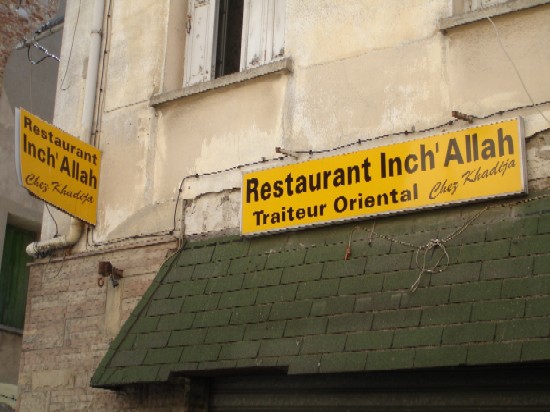 Restaurant
Inch'Allah
Chez Khadija
Restaurant Inch'Allah
Traiteur Oriental Chez Khadija